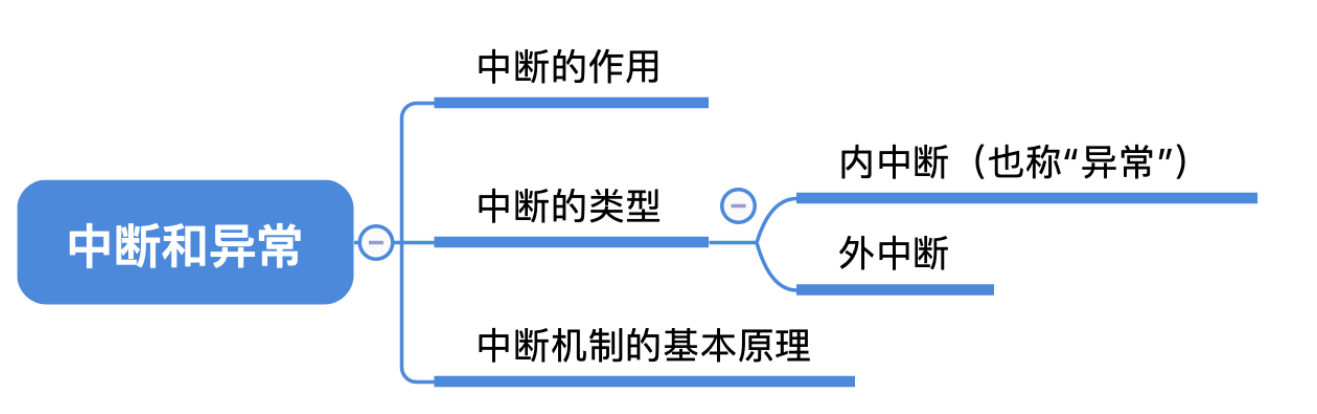 中断和异常
中断的作用
中断的类型
内中断（也称“异常”）
外中断
中断机制的基本原理